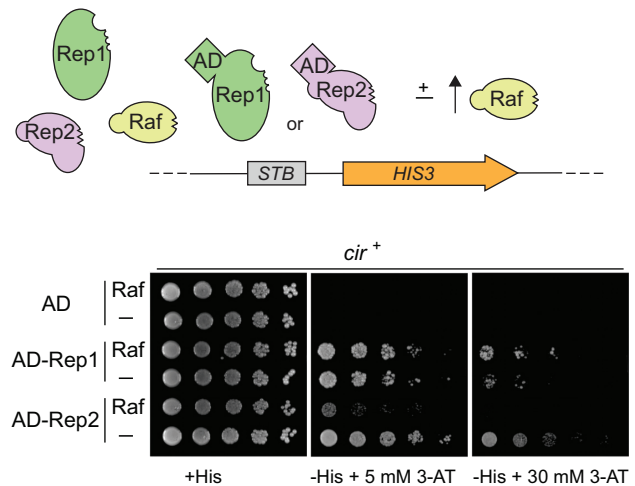 Rep1
Rep2
Raf
AD
Rep1
or
AD
Rep2
±
Raf
STB
HIS3
cir +
AD
Raf
–
AD-Rep1
Raf
–
AD-Rep2
Raf
–
+His
-His + 5 mM 3-AT
-His + 30 mM 3-AT